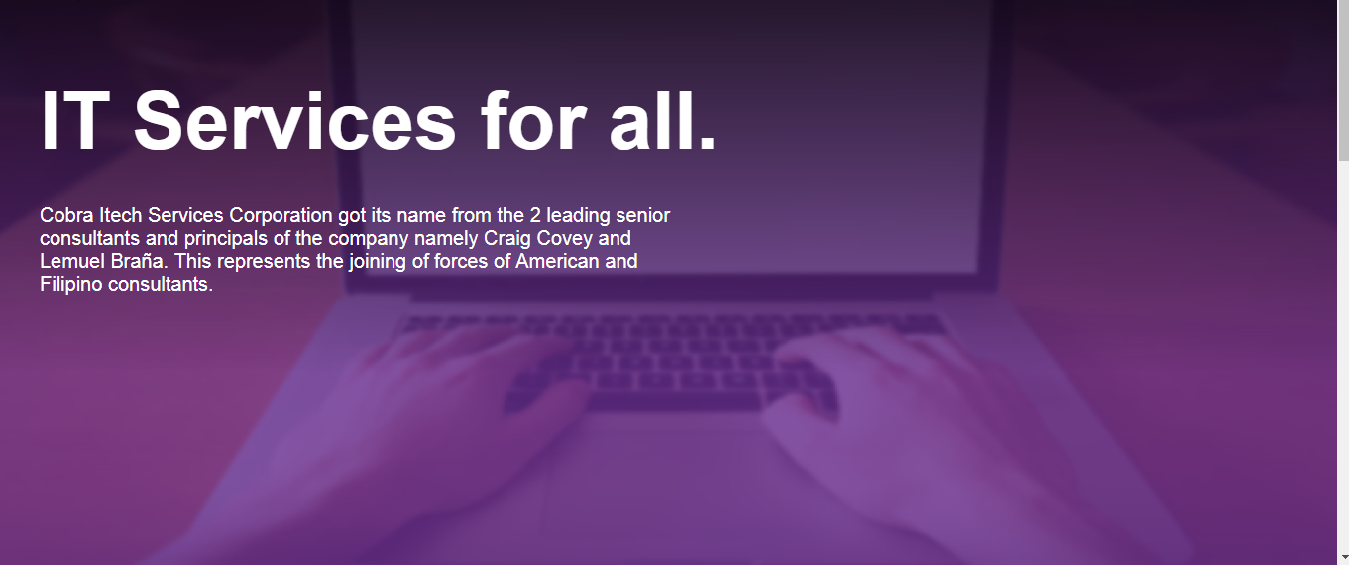 IT Services for all.
Cobra Itech Services Corporation got its name from the 2 leading senior
consultants and principals of the company namely Craig Covey and
Lemuel Braña. This represents the joining of forces of American and
Filipino consultants.